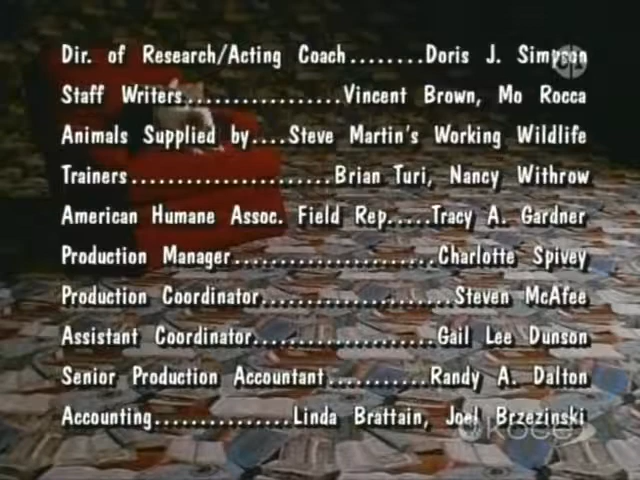 Dir. of Research/Acting Coach........Doris J. Simpson
Staff Writers.................Vincent Brown, Mo Rocca
Animals Supplied by....Steve Martin's Working Wildlife
Trainers......................Brian Turi, Nancy Withrow
American Humane Assoc. Field Rep.....Tracy A. Gardner
Production Manager.....................Charlotte Spivey
Production Coordinator....................Steven McAfee
Assistant Coordinator...................Gail Lee Dunson
Senior Production Accountant...........Randy A. Dalton
Accounting...............Linda Brattain, Joel Brzezinski
KOCE